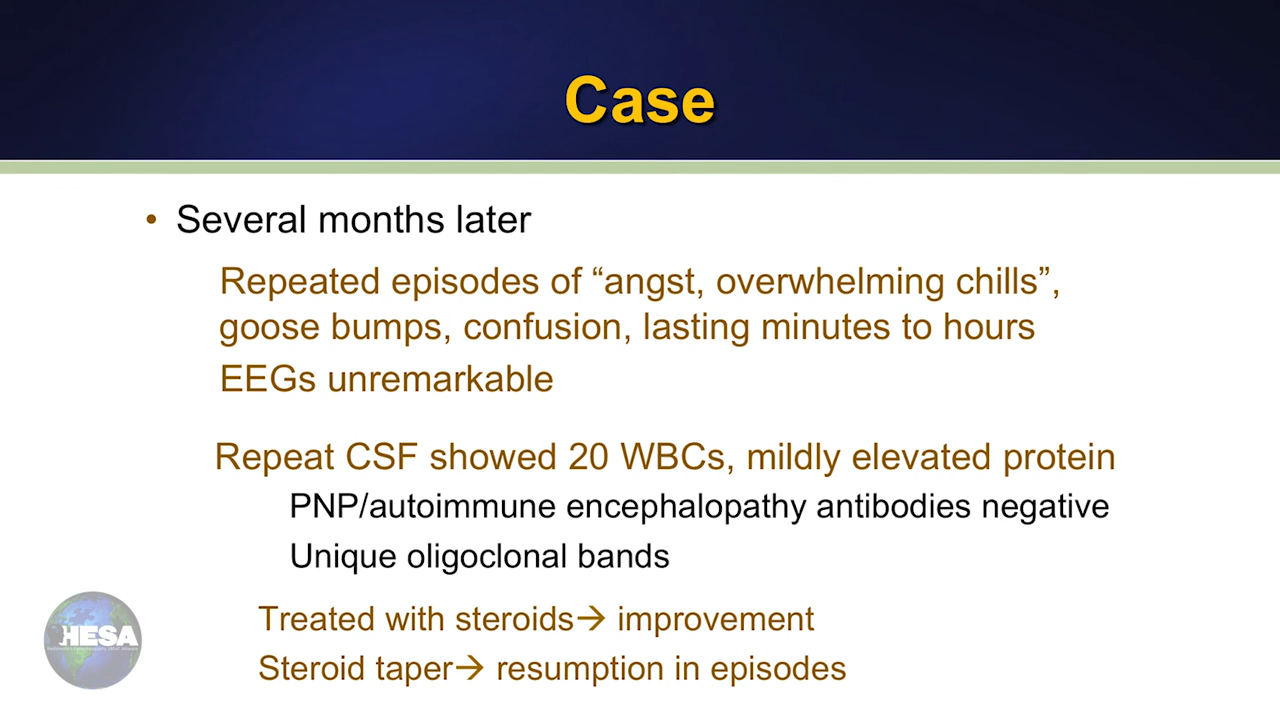 Case
• Several months later
Repeated episodes of “angst, overwhelming chills”,
goose bumps, confusion, lasting minutes to hours
EEGs unremarkable
Repeat CSF showed 20 WBCs, mildly elevated protein
PNP/autoimmune encephalopathy antibodies negative
Unique oligoclonal bands
Treated with steroids→ improvement
Steroid taper→ resumption in episodes
HESA